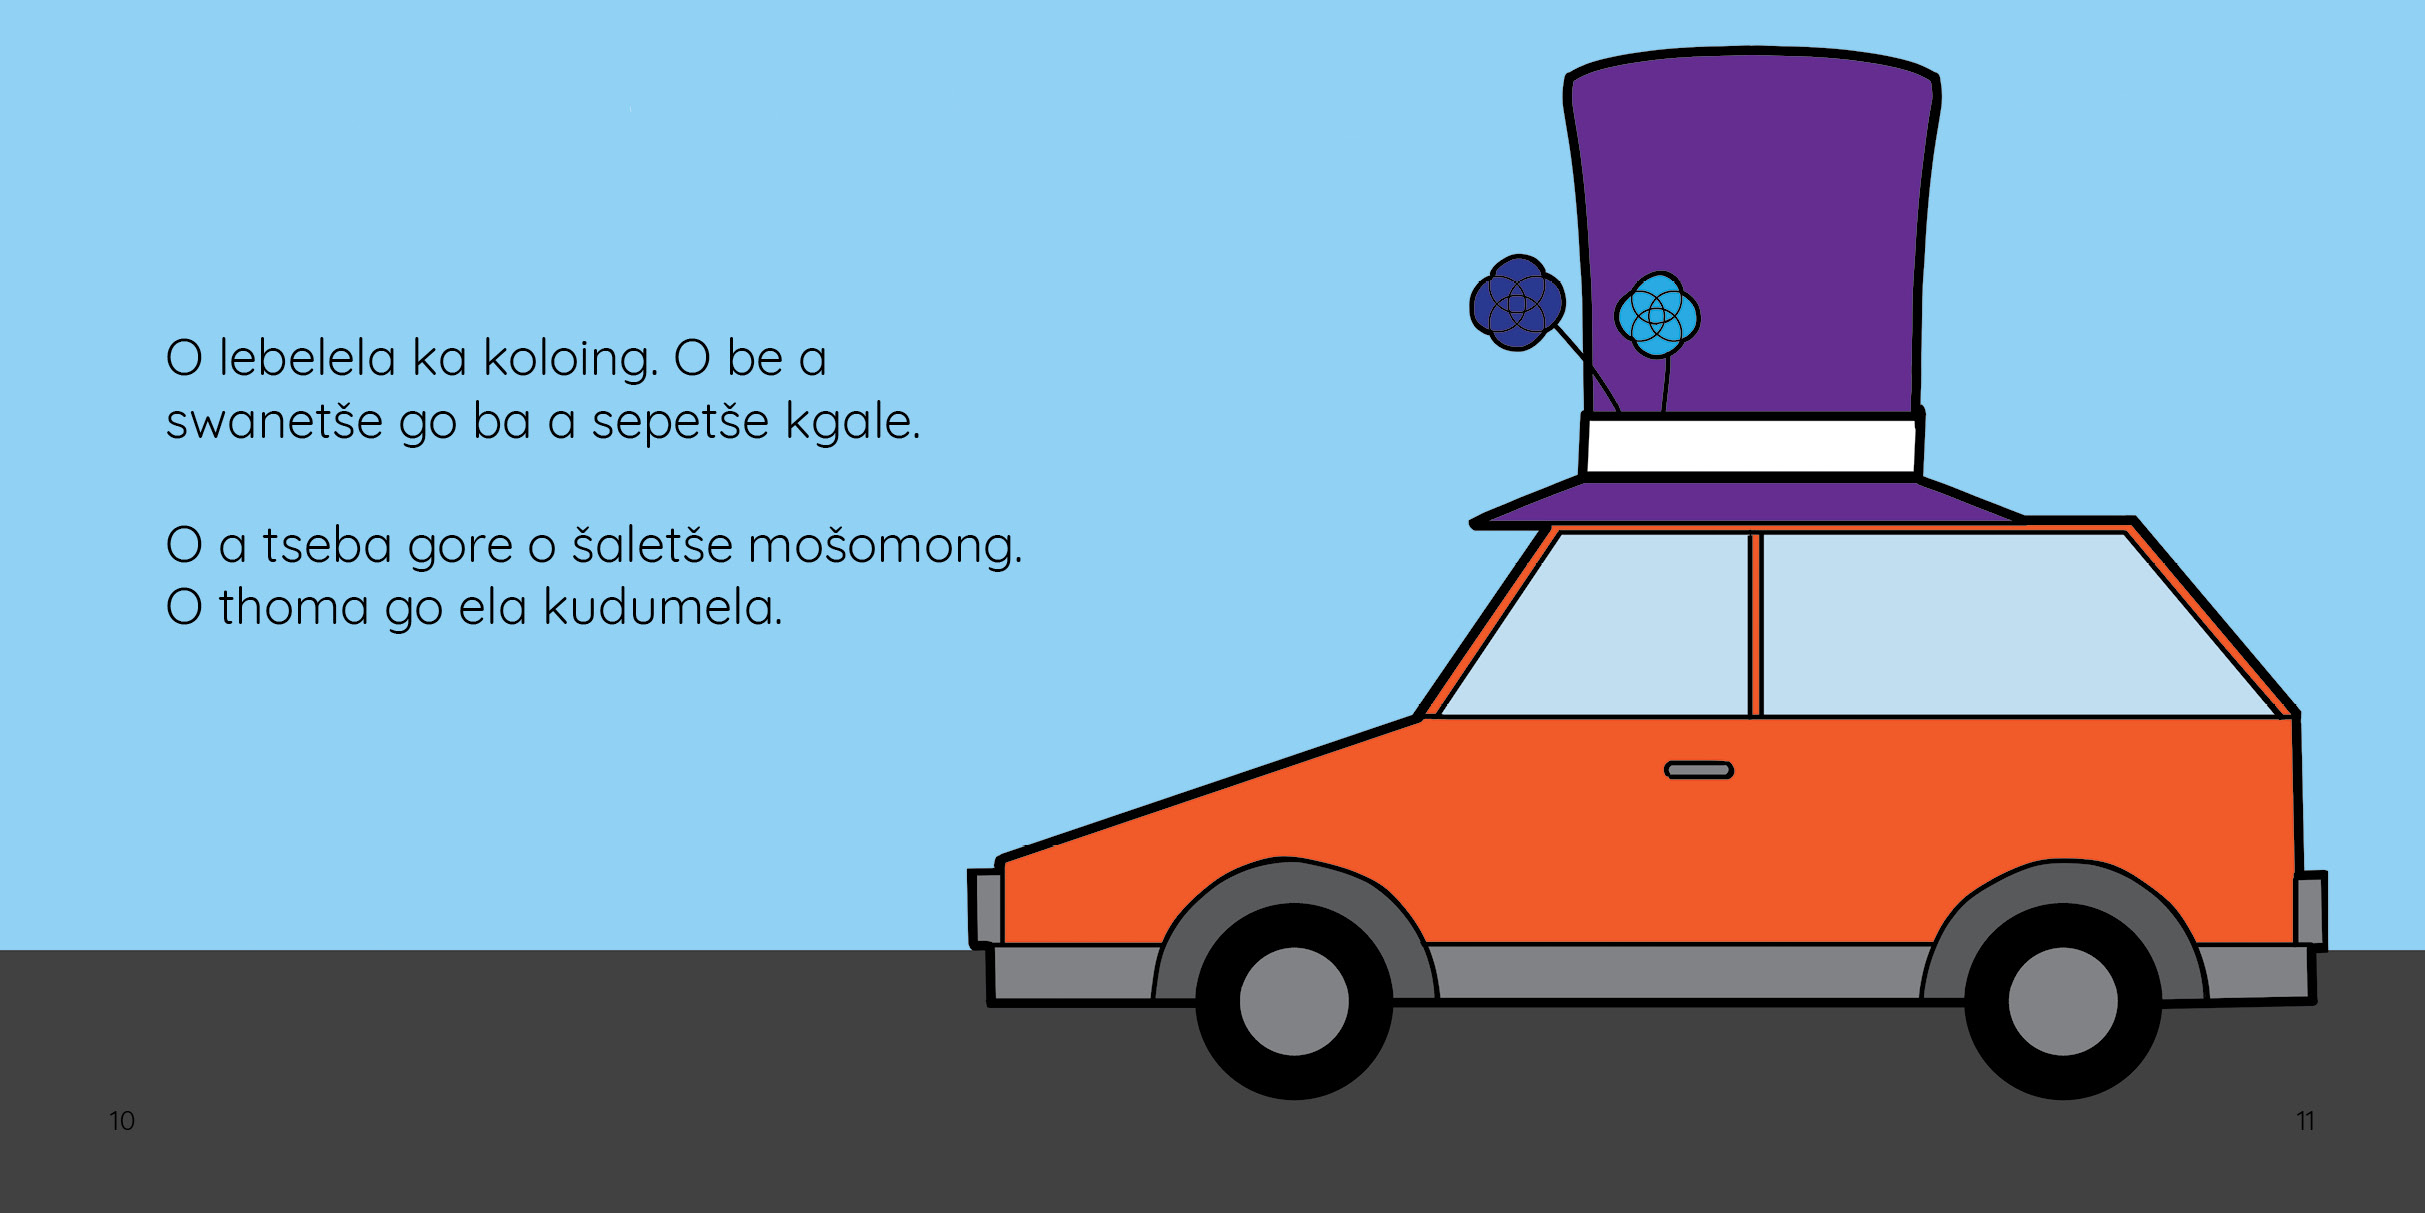 O lebelela ka koloing. O be a
swanetše go ba a sepetše kgale.
O a tseba gore o šaletše mošomong.
O thoma go ela kudumela.
10
11